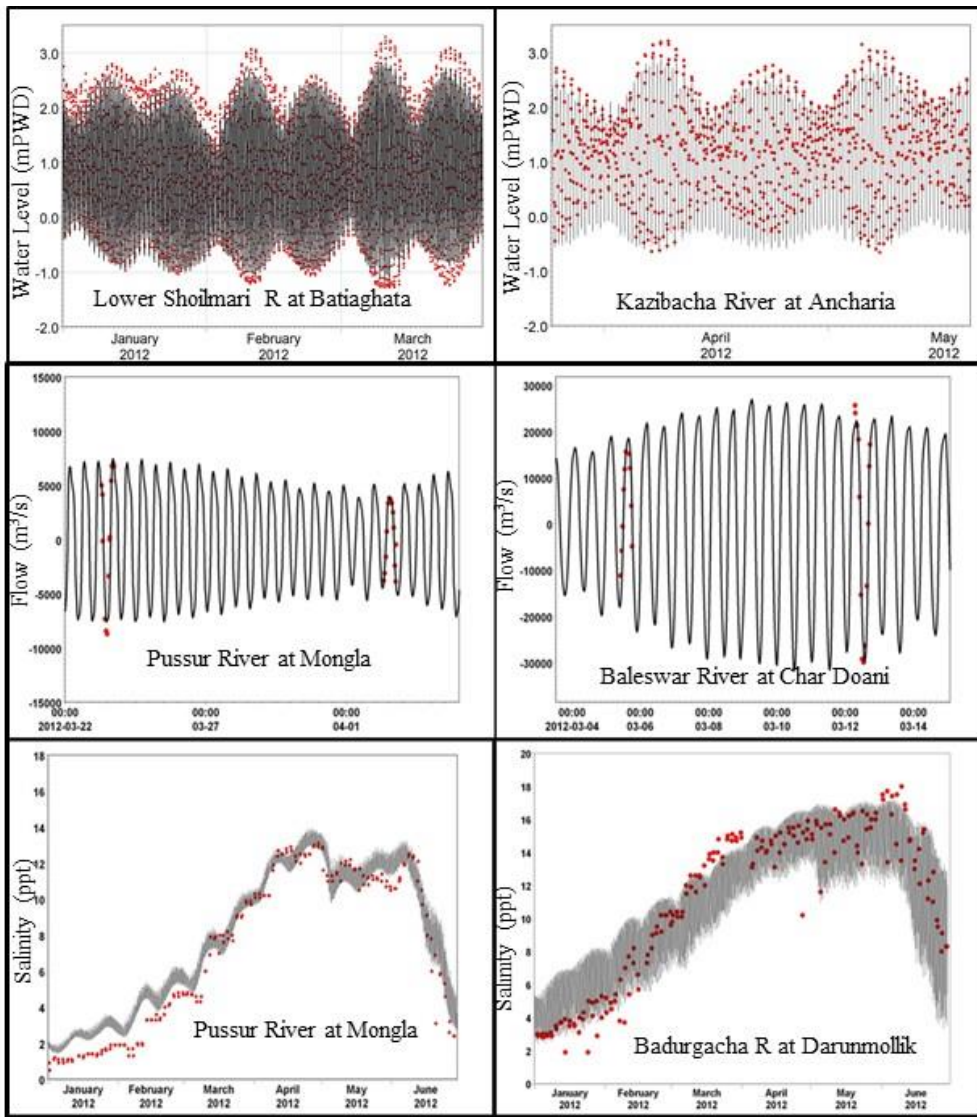 Water Level (mPWD)
3.0
2.0
1.0
0.0
-1.0
-2.0
Lower Shoilmari R at Batiaghata
January
2012
February
2012
March
2012
Water Level (mPWD)
3.0
2.0
1.0
0.0
-1.0
-2.0
Kazibacha River at Ancharia
April
2012
May
2012
Flow (m³/s)
15000
10000
5000
0
-5000
-10000
-15000
Pussur River at Mongla
00:00
2012-03-22
00:00
03-27
00:00
04-01
Flow (m³/s)
30000
20000
10000
0
-10000
-20000
-30000
Baleswar River at Char Doani
00:00 00:00 00:00 00:00 00:00 00:00
2012-03-04 03-06 03-08 03-10 03-12 03-14
Salinity (ppt)
18
16
14
12
10
8
6
4
2
0
Pussur River at Mongla
January
2012
February
2012
March
2012
April
2012
May
2012
June
2012
Salinity (ppt)
20
18
16
14
12
10
8
6
4
2
0
Badurgacha R at Darunmollik
January
2012
February
2012
March
2012
April
2012
May
2012
June
2012